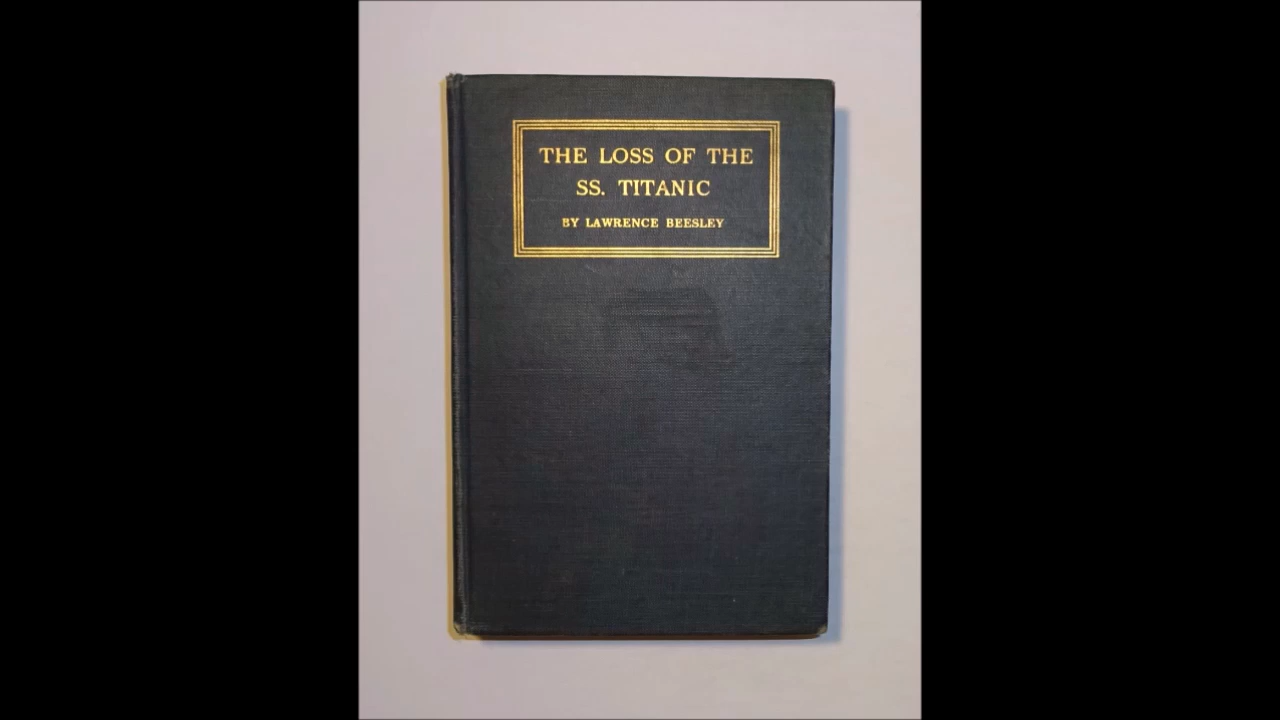 THE LOSS OF THE
SS. TITANIC
BY LAWRENCE BEESLEY